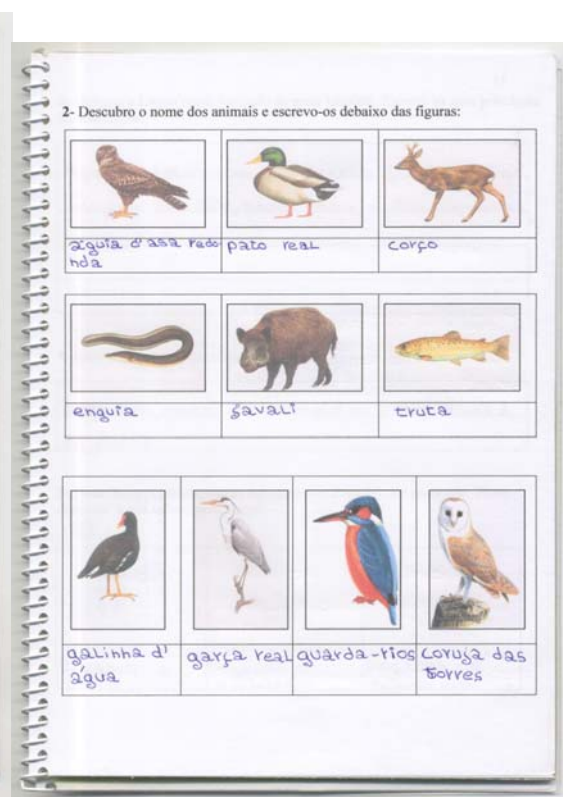 2- Descubro o nome dos animais e escrevo-os debaixo das figuras:
águia d'asa redo
nda
pato real
corço
enguia
javali
truta
galinha d'
água
garça real
guarda-rios
coruja das
torres